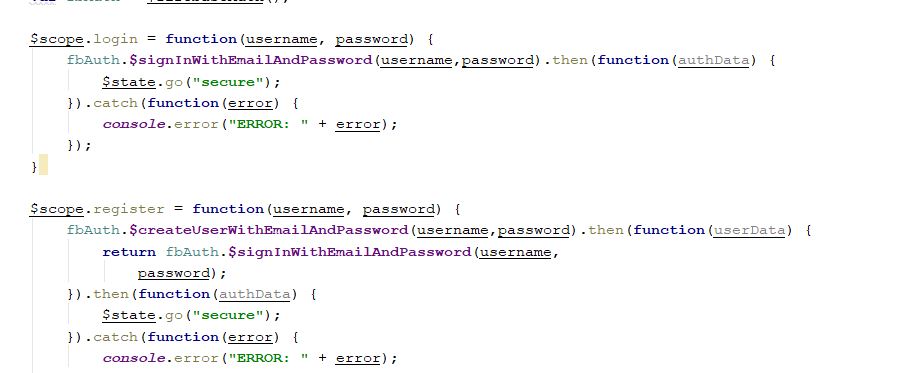 $scope.login = function(username, password) {
fbAuth.$signInWithEmailAndPassword(username,password).then(function(authData) {
$state.go("secure");
}).catch(function(error) {
console.error("ERROR: " + error);
});
}
$scope.register = function(username, password) {
fbAuth.$createUserWithEmailAndPassword(username,password).then(function(userData) {
return fbAuth.$signInWithEmailAndPassword(username,
password);
}).then(function(authData) {
$state.go("secure");
}).catch(function(error) {
console.error("ERROR: " + error);